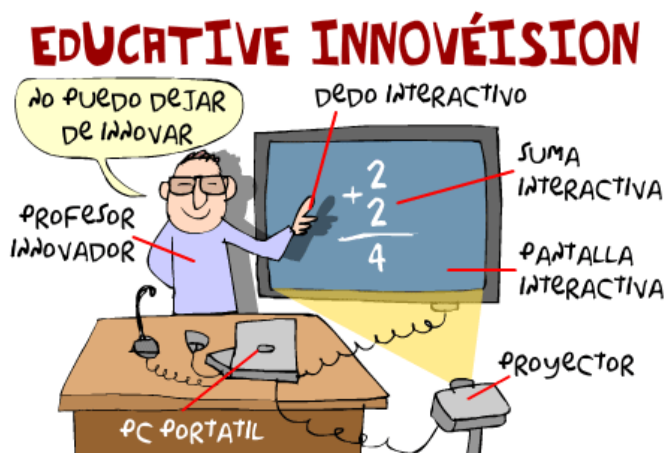 EDUCATIVE INNOVÉISION
NO PUEDO DEJAR
DE INNOVAR
DEDO INTERACTIVO
2
+
2
4
SUMA
INTERACTIVA
PROFESOR
INNOVADOR
PANTALLA
INTERACTIVA
PROYECTOR
PC PORTATIL